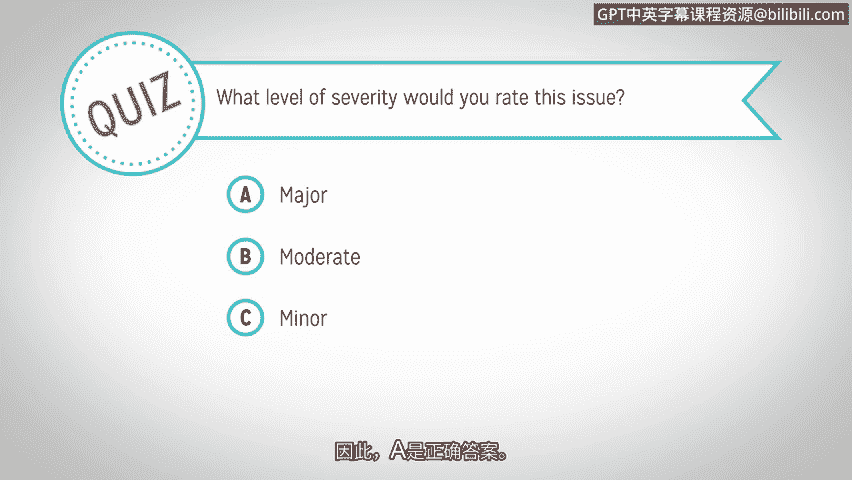 GPT中英字幕课程资源@bilibili.com
QUIZ
What level of severity would you rate this issue?
A Major
B Moderate
C Minor
因此，A是正确答案。